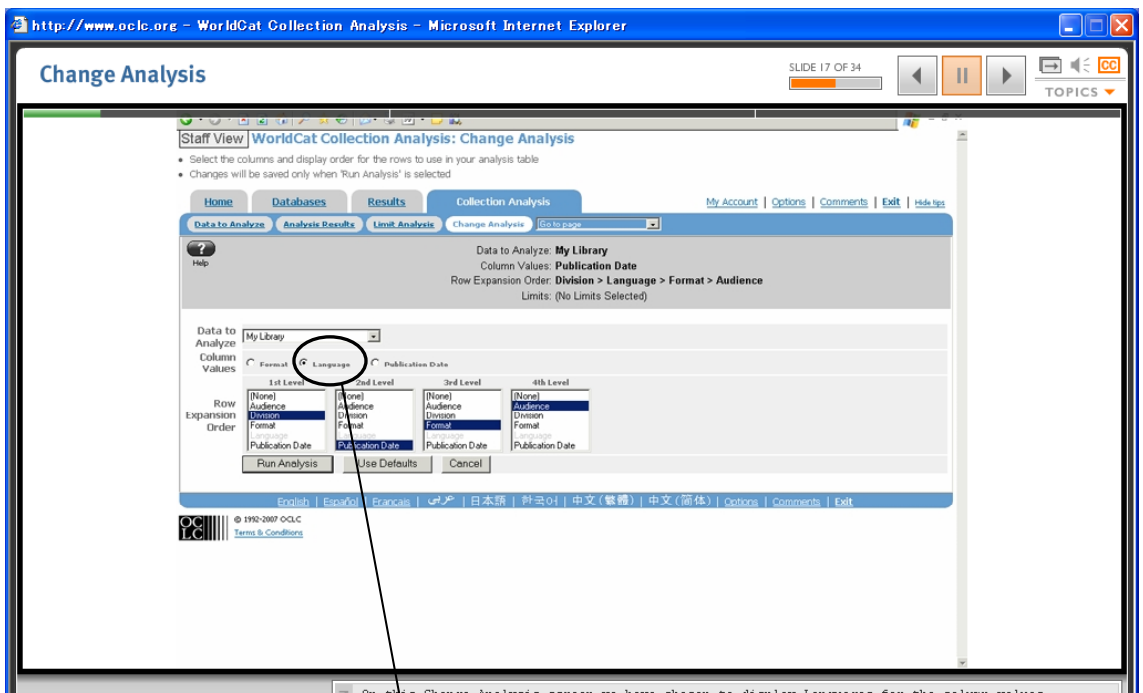 http://www.oclc.org - WorldCat Collection Analysis - Microsoft Internet Explorer
Change Analysis
SLIDE 17 OF 34
CC
TOPICS
Staff View WorldCat Collection Analysis: Change Analysis
• Select the columns and display order for the rows to use in your analysis table
• Changes will be saved only when 'Run Analysis' is selected
Home Databases Results Collection Analysis
My Account | Options | Comments | Exit | Hide tips
Data to Analyze Analysis Results Limit Analysis Change Analysis Go to page
? Help
Data to Analyze: My Library
Column Values: Publication Date
Row Expansion Order: Division > Language > Format > Audience
Limits: (No Limits Selected)
Data to Analyze My Library
Column Values Format Language Publication Date
Row Expansion Order
1st Level 2nd Level 3rd Level 4th Level
(None) (None) (None) (None)
Audience Audience Audience Audience
Division Division Division Division
Format Format Format Format
Language Language Language Language
Publication Date Publication Date Publication Date Publication Date
Run Analysis Use Defaults Cancel
English | Español | Français | عربي | 日本語 | 한국어 | 中文(繁體) | 中文(简体) | Options | Comments | Exit
OCLC
© 1992-2007 OCLC
Terms & Conditions